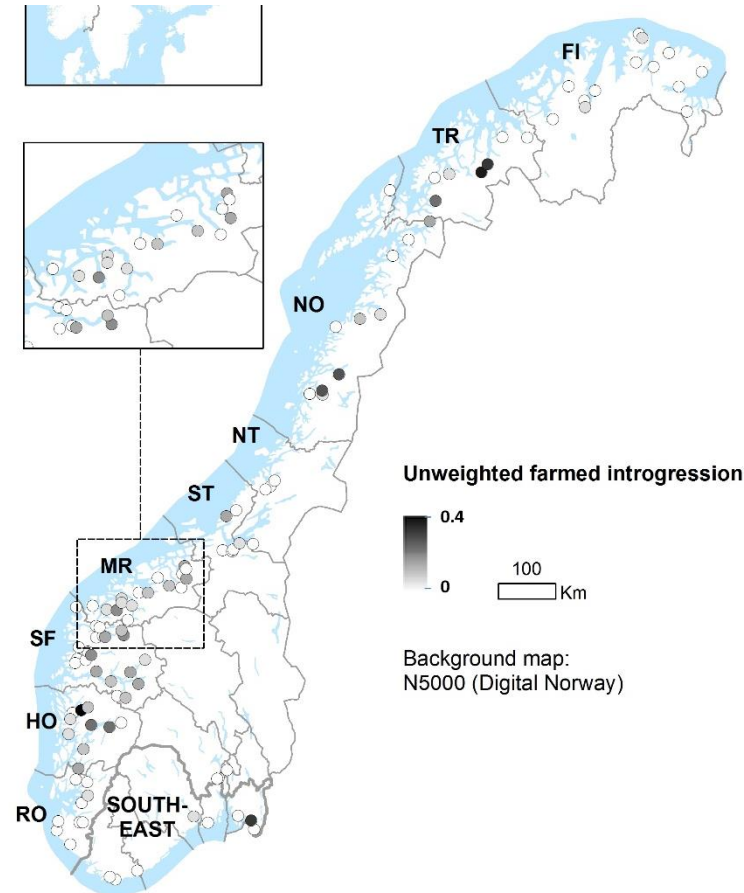 FI
TR
NO
NT
ST
MR
SF
HO
RO
SOUTH-
EAST
Unweighted farmed introgression
0.4
0
100
Km
Background map:
N5000 (Digital Norway)